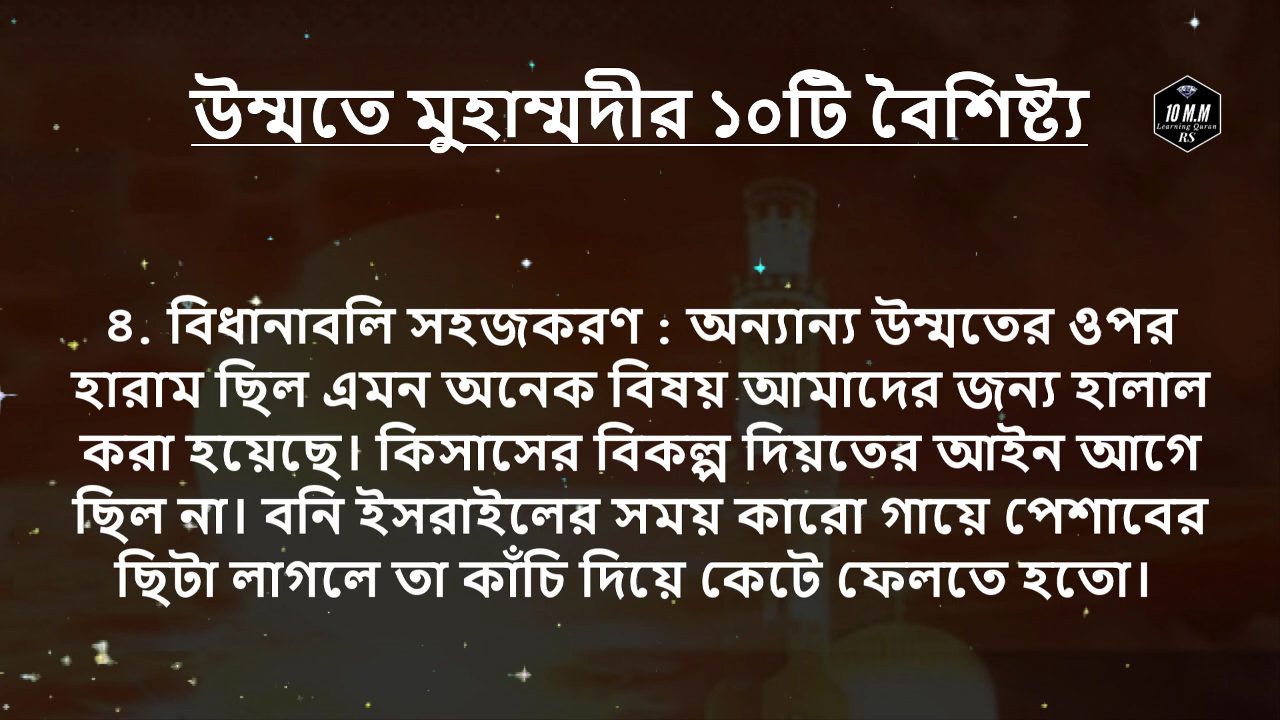 উম্মতে মুহাম্মদীর ১০টি বৈশিষ্ট্য
10 M.M
Learning Quran
RS
৪. বিধানাবলি সহজকরণ : অন্যান্য উম্মতের ওপর
হারাম ছিল এমন অনেক বিষয় আমাদের জন্য হালাল
করা হয়েছে। কিসাসের বিকল্প দিয়তের আইন আগে
ছিল না। বনি ইসরাইলের সময় কারো গায়ে পেশাবের
ছিটা লাগলে তা কাঁচি দিয়ে কেটে ফেলতে হতো।